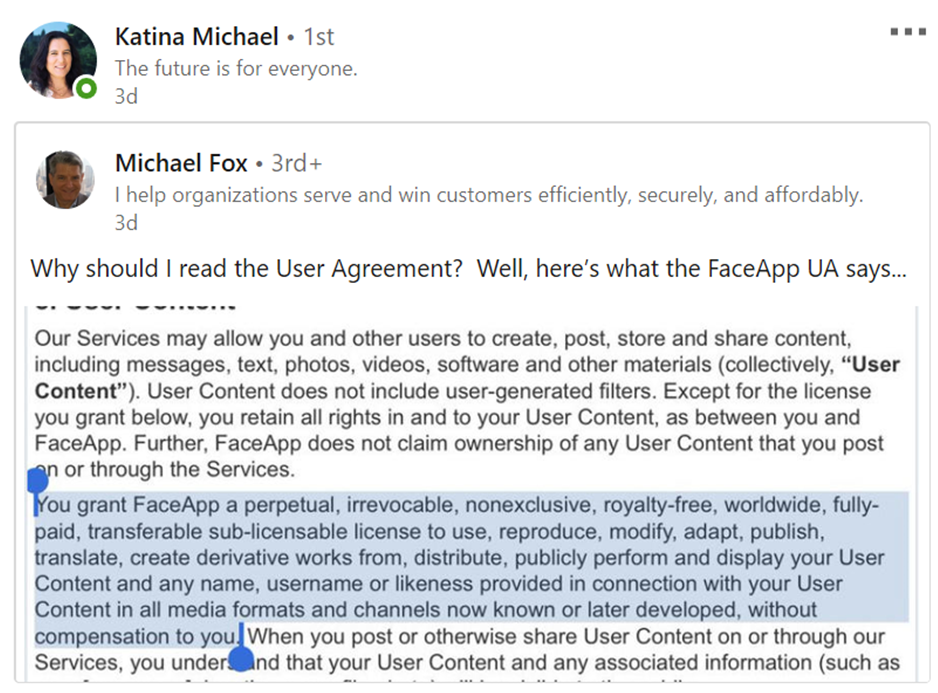 Katina Michael • 1st
The future is for everyone.
3d
Michael Fox • 3rd+
I help organizations serve and win customers efficiently, securely, and affordably.
3d
Why should I read the User Agreement?  Well, here’s what the FaceApp UA says...
of User Content
Our Services may allow you and other users to create, post, store and share content,
including messages, text, photos, videos, software and other materials (collectively, “User
Content”). User Content does not include user-generated filters. Except for the license
you grant below, you retain all rights in and to your User Content, as between you and
FaceApp. Further, FaceApp does not claim ownership of any User Content that you post
on or through the Services.
You grant FaceApp a perpetual, irrevocable, nonexclusive, royalty-free, worldwide, fully-
paid, transferable sub-licensable license to use, reproduce, modify, adapt, publish,
translate, create derivative works from, distribute, publicly perform and display your User
Content and any name, username or likeness provided in connection with your User
Content in all media formats and channels now known or later developed, without
compensation to you. When you post or otherwise share User Content on or through our
Services, you understand that your User Content and any associated information (such as